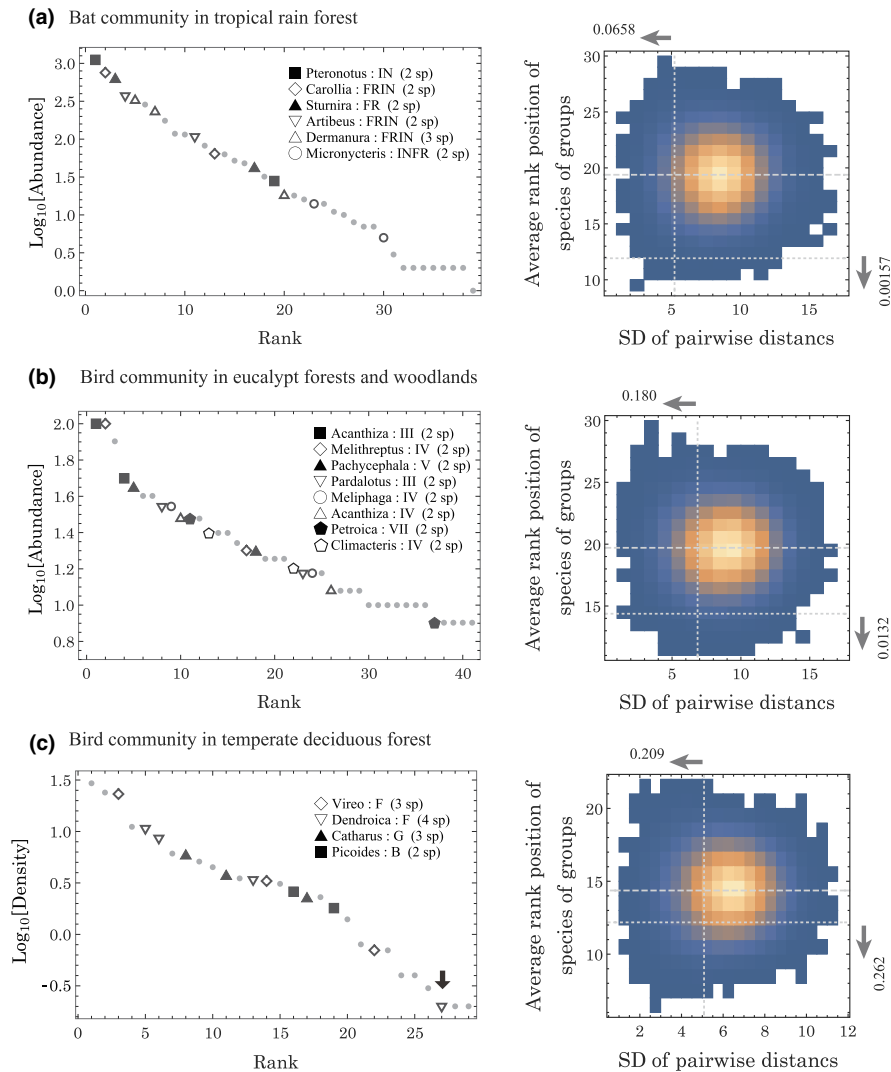 (a) Bat community in tropical rain forest
3.0
2.5
2.0
1.5
1.0
0.5
0.0
Log10[Abundance]
Pteronotus : IN (2 sp)
Carollia : FRIN (2 sp)
Sturnira : FR (2 sp)
Artibeus : FRIN (2 sp)
Dermanura : FRIN (3 sp)
Micronycteris : INFR (2 sp)
0 10 20 30
Rank
0.0658
30
25
20
15
10
Average rank position of
species of groups
5 10 15
SD of pairwise distancs
0.00157
(b) Bird community in eucalypt forests and woodlands
2.0
1.8
1.6
1.4
1.2
1.0
0.8
Log10[Abundance]
Acanthiza : III (2 sp)
Melithreptus : IV (2 sp)
Pachycephala : V (2 sp)
Pardalotus : III (2 sp)
Meliphaga : IV (2 sp)
Acanthiza : IV (2 sp)
Petroica : VII (2 sp)
Climacteris : IV (2 sp)
0 10 20 30 40
Rank
0.180
30
25
20
15
Average rank position of
species of groups
5 10 15
SD of pairwise distancs
0.0132
(c) Bird community in temperate deciduous forest
1.5
1.0
0.5
0.0
-0.5
Log10[Density]
Vireo : F (3 sp)
Dendroica : F (4 sp)
Catharus : G (3 sp)
Picoides : B (2 sp)
0 5 10 15 20 25
Rank
0.209
20
15
10
Average rank position of
species of groups
2 4 6 8 10 12
SD of pairwise distancs
0.262